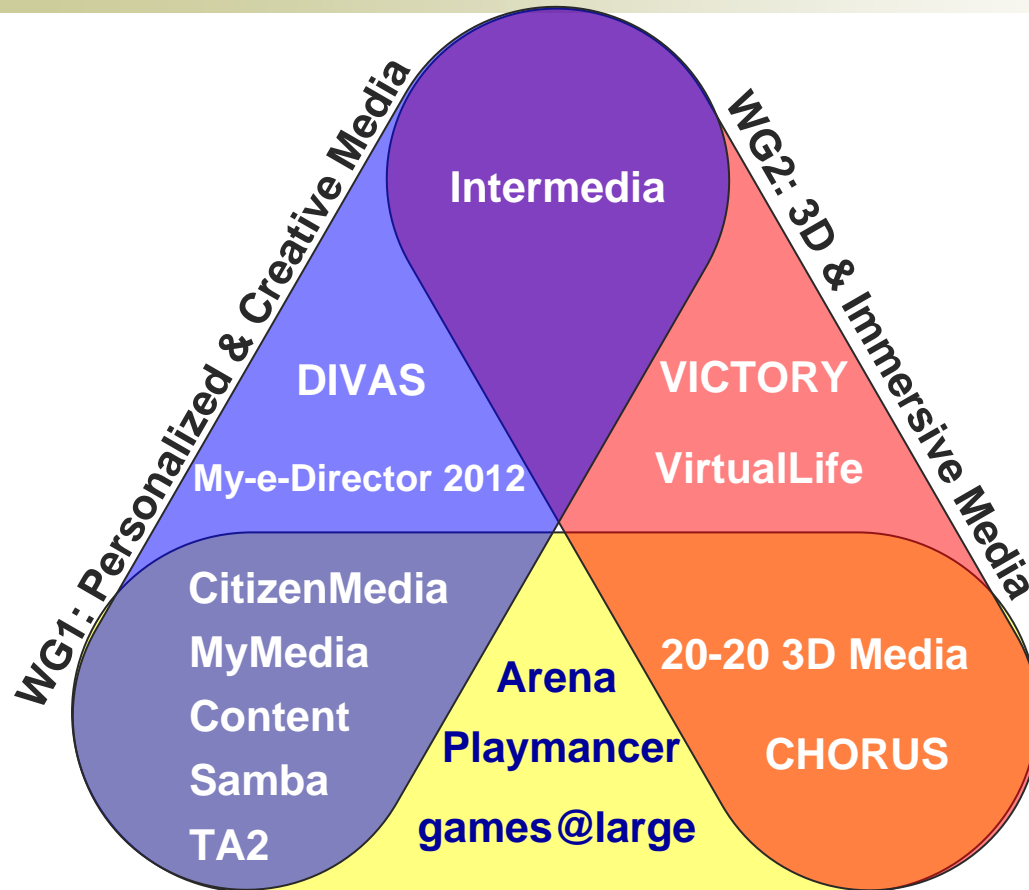 WG1: Personalized & Creative Media
WG2: 3D & Immersive Media
Intermedia
DIVAS
My-e-Director 2012
VICTORY
VirtualLife
CitizenMedia
MyMedia
Content
Samba
TA2
Arena
Playmancer
games@large
20-20 3D Media
CHORUS